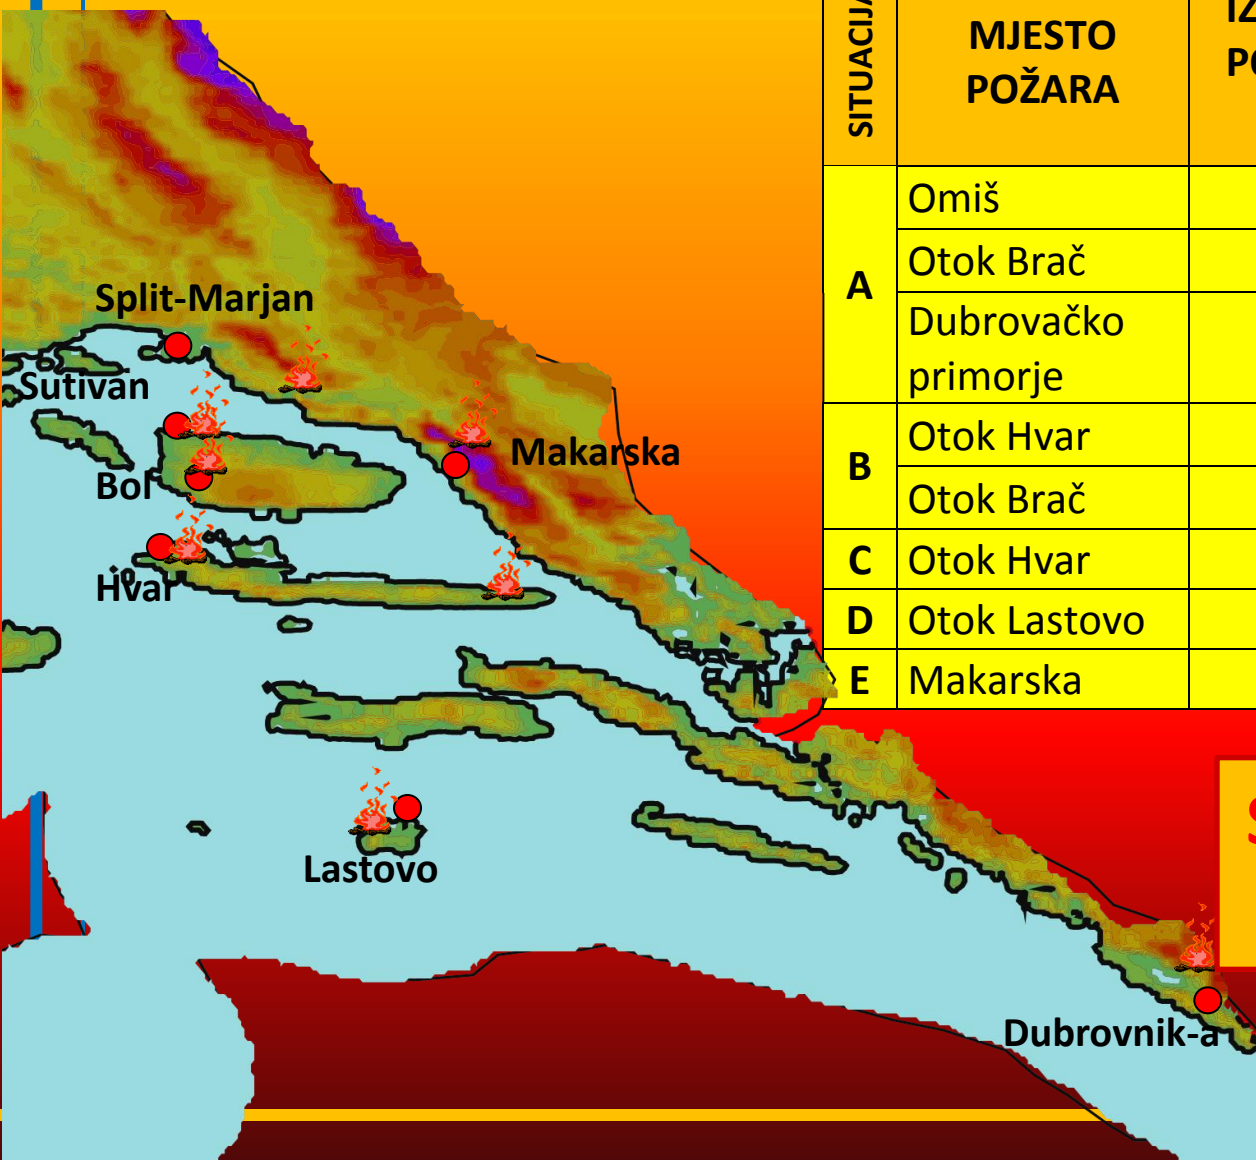 SITUACIJA
MJESTO
POŽARA
A
Omiš
Otok Brač
Dubrovačko
primorje
B
Otok Hvar
Otok Brač
C
Otok Hvar
D
Otok Lastovo
E
Makarska
Split-Marjan
Sutivan
Makarska
Bol
Hvar
Lastovo
Dubrovnik-a